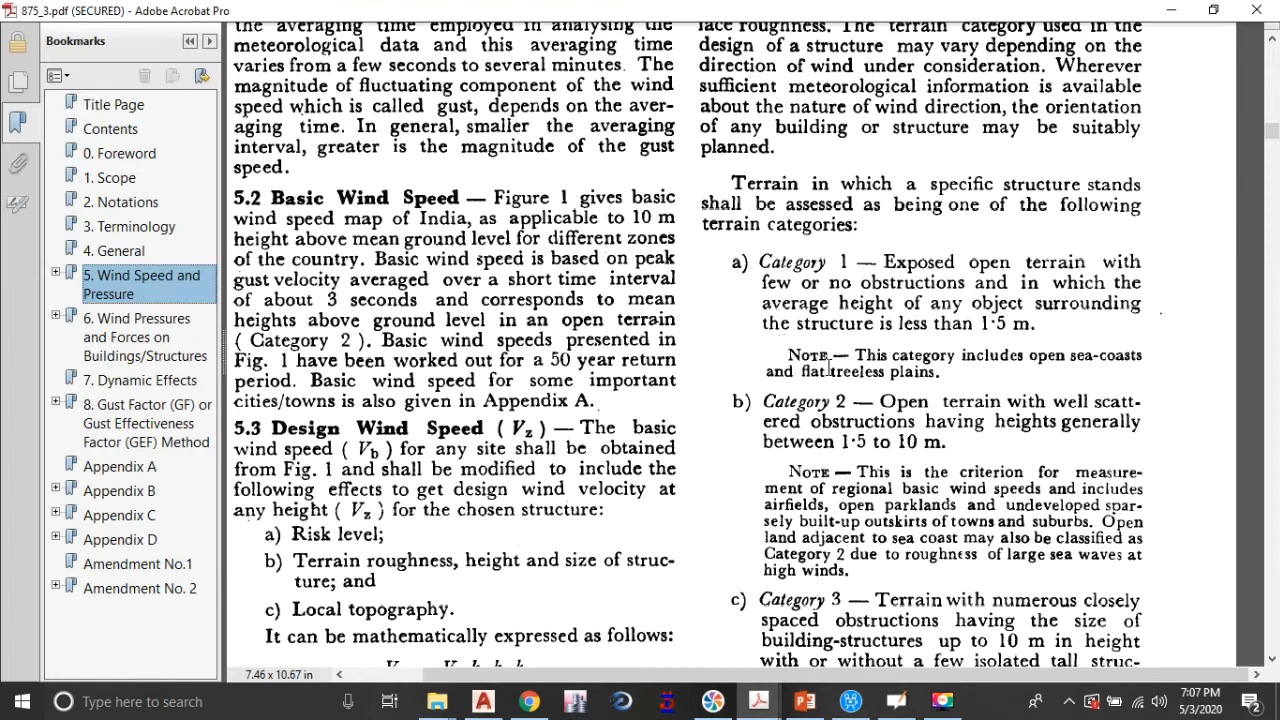 875_3.pdf (SECURED) - Adobe Acrobat Pro
Bookmarks
Title Page
Contents
0. Foreword
1. Scope
2. Notations
3. Terminology
4. General
5. Wind Speed and
Pressure
6. Wind Pressures
and Forces on
Buildings/Structures
7. Dynamic Effects
8. Gust Factor (GF) or
Gust Effectiveness
Factor (GEF) Method
Appendix A
Appendix B
Appendix C
Appendix D
Amendment No.1
Amendment No. 2
the averaging time employed in analysing the
meteorological data and this averaging time
varies from a few seconds to several minutes. The
magnitude of fluctuating component of the wind
speed which is called gust, depends on the aver-
aging time. In general, smaller the averaging
interval, greater is the magnitude of the gust
speed.
5.2 Basic Wind Speed — Figure 1 gives basic
wind speed map of India, as applicable to 10 m
height above mean ground level for different zones
of the country. Basic wind speed is based on peak
gust velocity averaged over a short time interval
of about 3 seconds and corresponds to mean
heights above ground level in an open terrain
( Category 2 ). Basic wind speeds presented in
Fig. 1 have been worked out for a 50 year return
period. Basic wind speed for some important
cities/towns is also given in Appendix A.
5.3 Design Wind Speed ( Vz ) — The basic
wind speed ( Vb ) for any site shall be obtained
from Fig. 1 and shall be modified to include the
following effects to get design wind velocity at
any height ( Vz ) for the chosen structure:
a) Risk level;
b) Terrain roughness, height and size of struc-
ture; and
c) Local topography.
It can be mathematically expressed as follows:
7.46 x 10.67 in
face roughness. The terrain category used in the
design of a structure may vary depending on the
direction of wind under consideration. Wherever
sufficient meteorological information is available
about the nature of wind direction, the orientation
of any building or structure may be suitably
planned.
Terrain in which a specific structure stands
shall be assessed as being one of the following
terrain categories:
a) Category 1 — Exposed open terrain with
few or no obstructions and in which the
average height of any object surrounding
the structure is less than 1·5 m.
NOTE — This category includes open sea-coasts
and flat treeless plains.
b) Category 2 — Open terrain with well scatt-
ered obstructions having heights generally
between 1·5 to 10 m.
NOTE — This is the criterion for measure-
ment of regional basic wind speeds and includes
airfields, open parklands and undeveloped spar-
sely built-up outskirts of towns and suburbs. Open
land adjacent to sea coast may also be classified as
Category 2 due to roughness of large sea waves at
high winds.
c) Category 3 — Terrain with numerous closely
spaced obstructions having the size of
building-structures up to 10 m in height
with or without a few isolated tall struc-
Type here to search
7:07 PM
5/3/2020
2